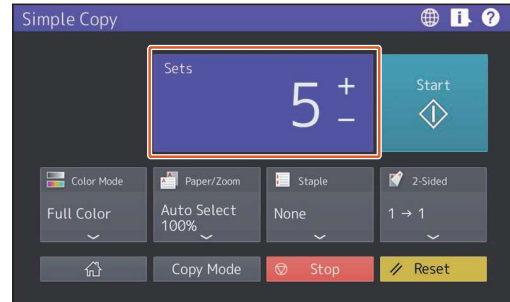 Simple Copy
Sets
5
Start
Color Mode
Paper/Zoom
Staple
2-Sided
Full Color
Auto Select
100%
None
1 → 1
Copy Mode
Stop
Reset